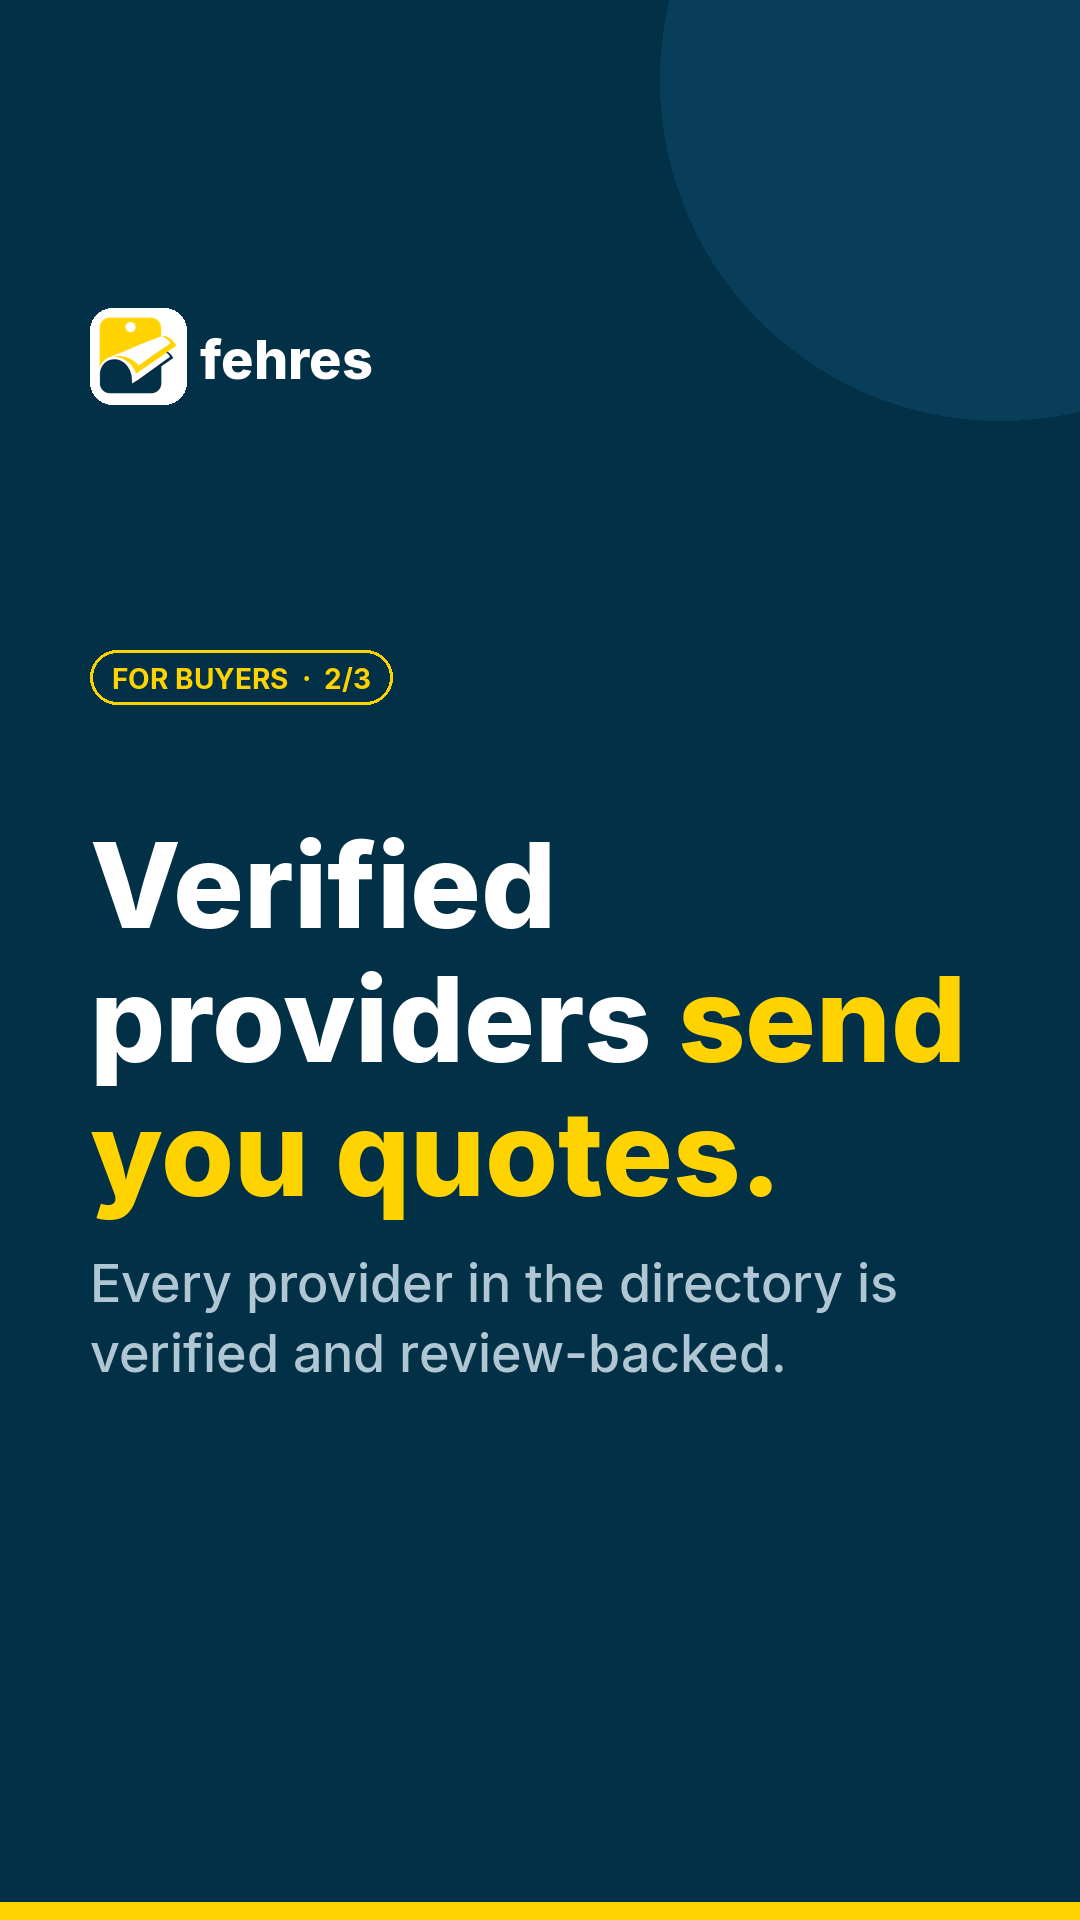 fehres
FOR BUYERS · 2/3
Verified
providers send
you quotes.
Every provider in the directory is
verified and review-backed.